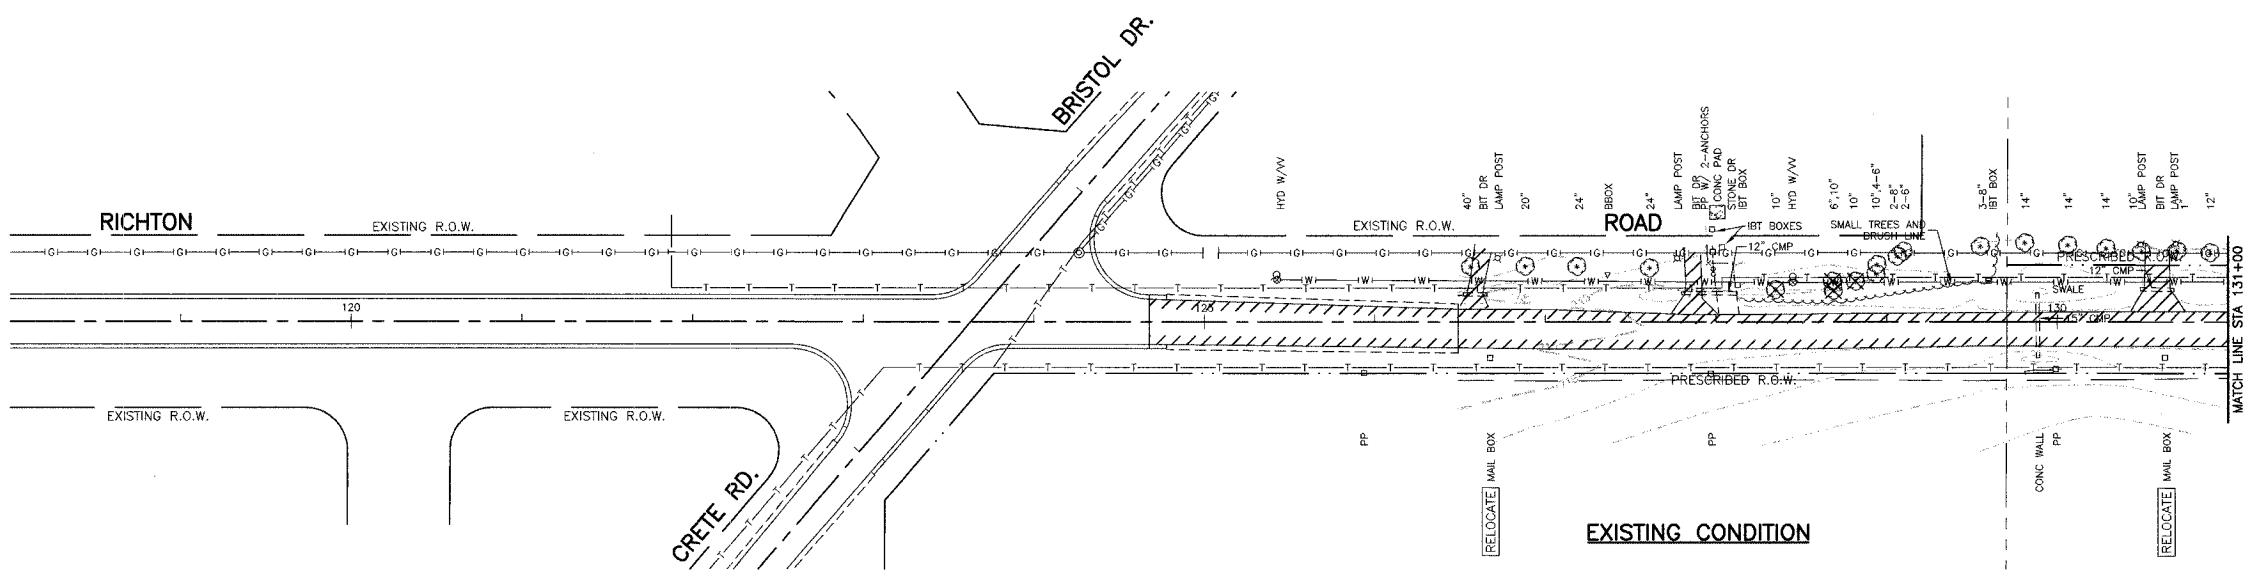 BRISTOL DR.
RICHTON
EXISTING R.O.W.
EXISTING R.O.W.
ROAD
HYD W/VV
40"
BIT DR
LAMP POST
20"
24"
BBOX
24"
LAMP POST
BIT DR
PP W/ 2-ANCHORS
CONC PAD
STONE DR
IBT BOX
10"
HYD W/VV
6",10"
10"
10",4-6"
2-8"
2-6"
3-8"
IBT BOX
14"
14"
14"
10"
LAMP POST
BIT DR
LAMP POST
1"
12"
IBT BOXES
SMALL TREES AND
BRUSH LINE
12" CMP
PRESCRIBED R.O.W.
12" CMP
SWALE
120
125
130
15" CMP
MATCH LINE STA 131+00
PRESCRIBED R.O.W.
EXISTING R.O.W.
EXISTING R.O.W.
CRETE RD.
PP
RELOCATE MAIL BOX
PP
CONC WALL
PP
RELOCATE MAIL BOX
EXISTING CONDITION